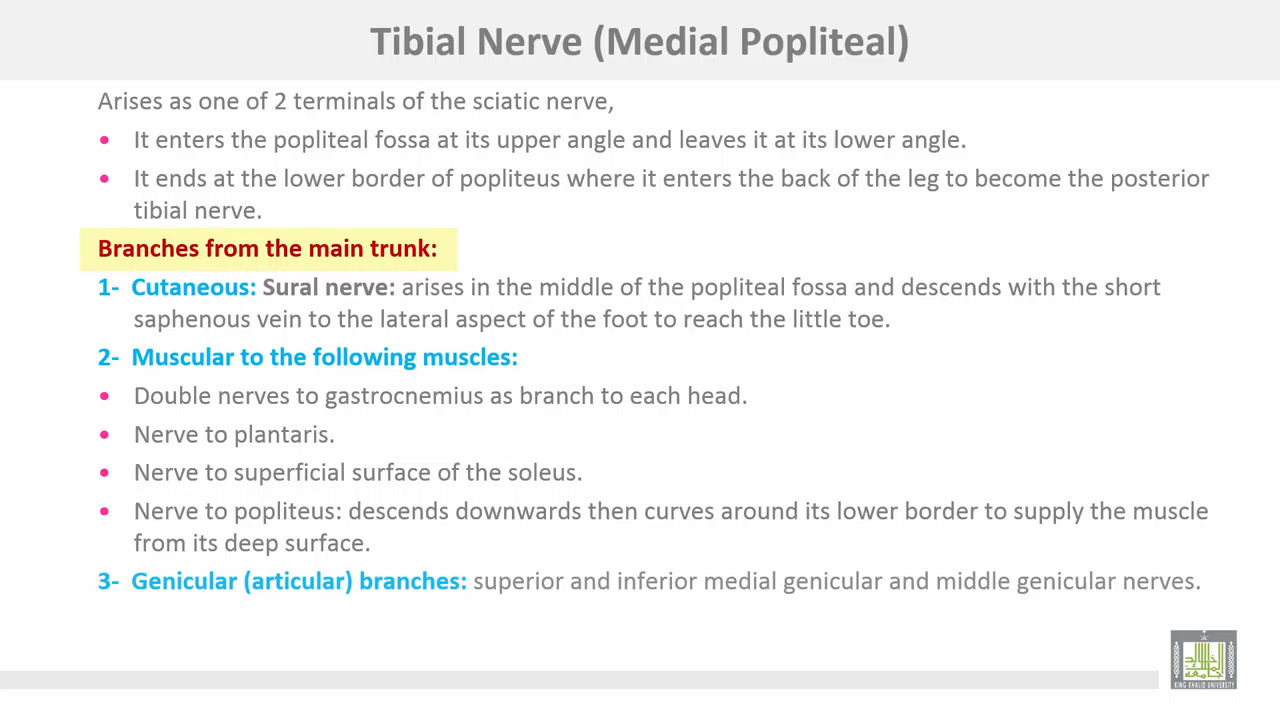 Tibial Nerve (Medial Popliteal)
Arises as one of 2 terminals of the sciatic nerve,
• It enters the popliteal fossa at its upper angle and leaves it at its lower angle.
• It ends at the lower border of popliteus where it enters the back of the leg to become the posterior
tibial nerve.
Branches from the main trunk:
1- Cutaneous: Sural nerve: arises in the middle of the popliteal fossa and descends with the short
saphenous vein to the lateral aspect of the foot to reach the little toe.
2- Muscular to the following muscles:
• Double nerves to gastrocnemius as branch to each head.
• Nerve to plantaris.
• Nerve to superficial surface of the soleus.
• Nerve to popliteus: descends downwards then curves around its lower border to supply the muscle
from its deep surface.
3- Genicular (articular) branches: superior and inferior medial genicular and middle genicular nerves.
KING KHALID UNIVERSITY